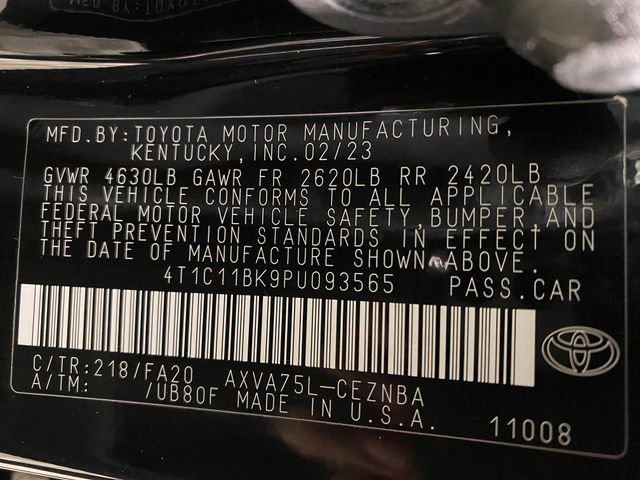 MFD.BY:TOYOTA MOTOR MANUFACTURING,
KENTUCKY,INC.02/23
GVWR 4630LB GAWR FR 2620LB RR 2420LB
THIS VEHICLE CONFORMS TO ALL APPLICABLE
FEDERAL MOTOR VEHICLE SAFETY,BUMPER AND
THEFT PREVENTION STANDARDS IN EFFECT ON
THE DATE OF MANUFACTURE SHOWN ABOVE.
4T1C11BK9PU093565 PASS.CAR
C/TR:218/FA20 AXVA75L-CEZNBA
A/TM: /UB80F MADE IN U.S.A.
11008